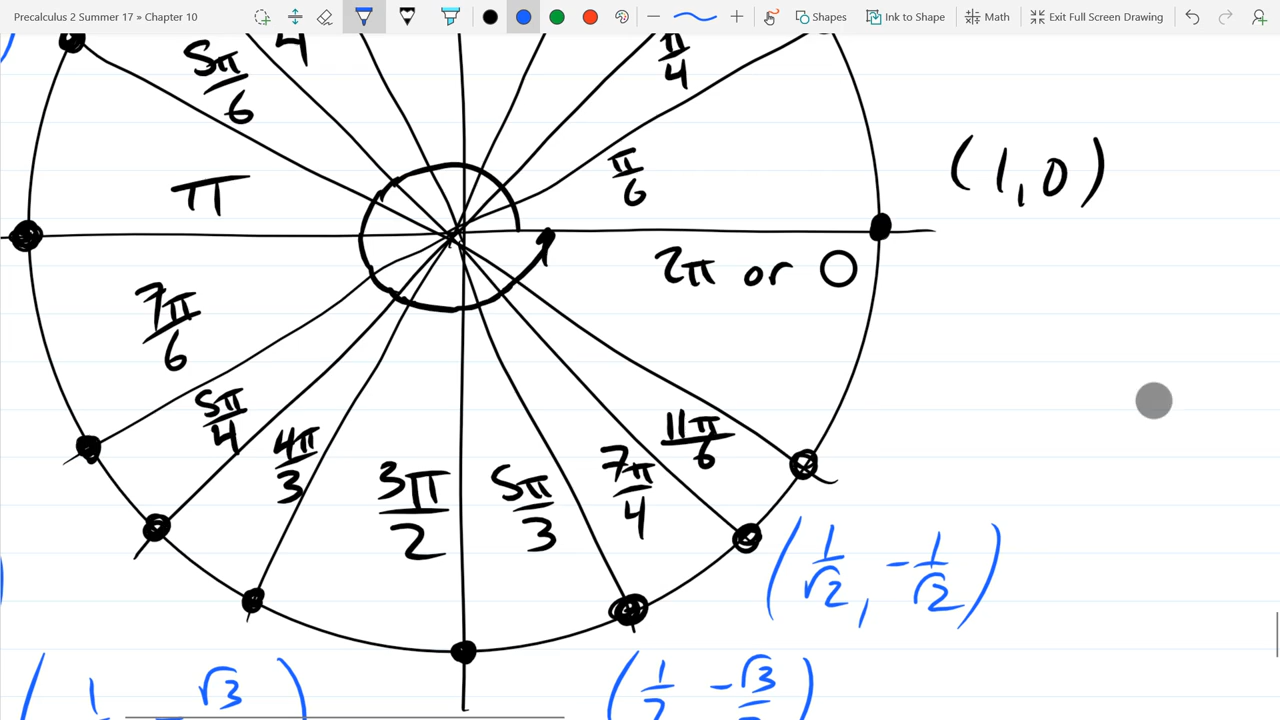 Precalculus 2 Summer 17 » Chapter 10
Shapes
Ink to Shape
Math
Exit Full Screen Drawing
5π/6
4
π/4
π/6
π
(1,0)
2π or 0
7π/6
5π/4
4π/3
3π/2
5π/3
7π/4
11π/6
(1/√2, -1/√2)